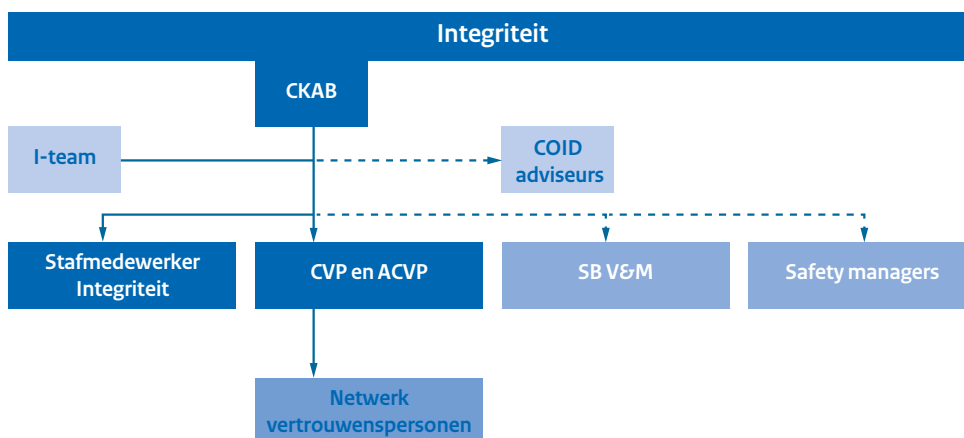 Integriteit
CKAB
I-team
COID
adviseurs
Stafmedewerker
Integriteit
CVP en ACVP
SB V&M
Safety managers
Netwerk
vertrouwenspersonen